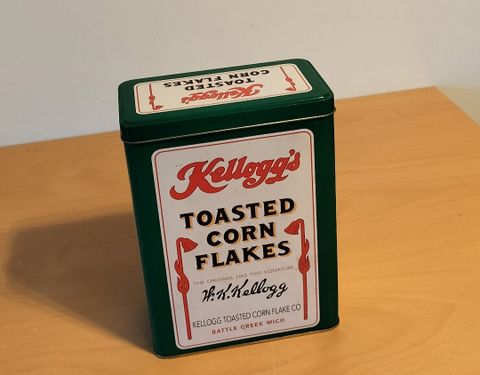 TOASTED
CORN FLAKES
Kellogg's
Kellogg's
TOASTED
CORN
FLAKES
THE ORIGINAL HAS THIS SIGNATURE
W.K.Kellogg
KELLOGG TOASTED CORN FLAKE CO
BATTLE CREEK MICH